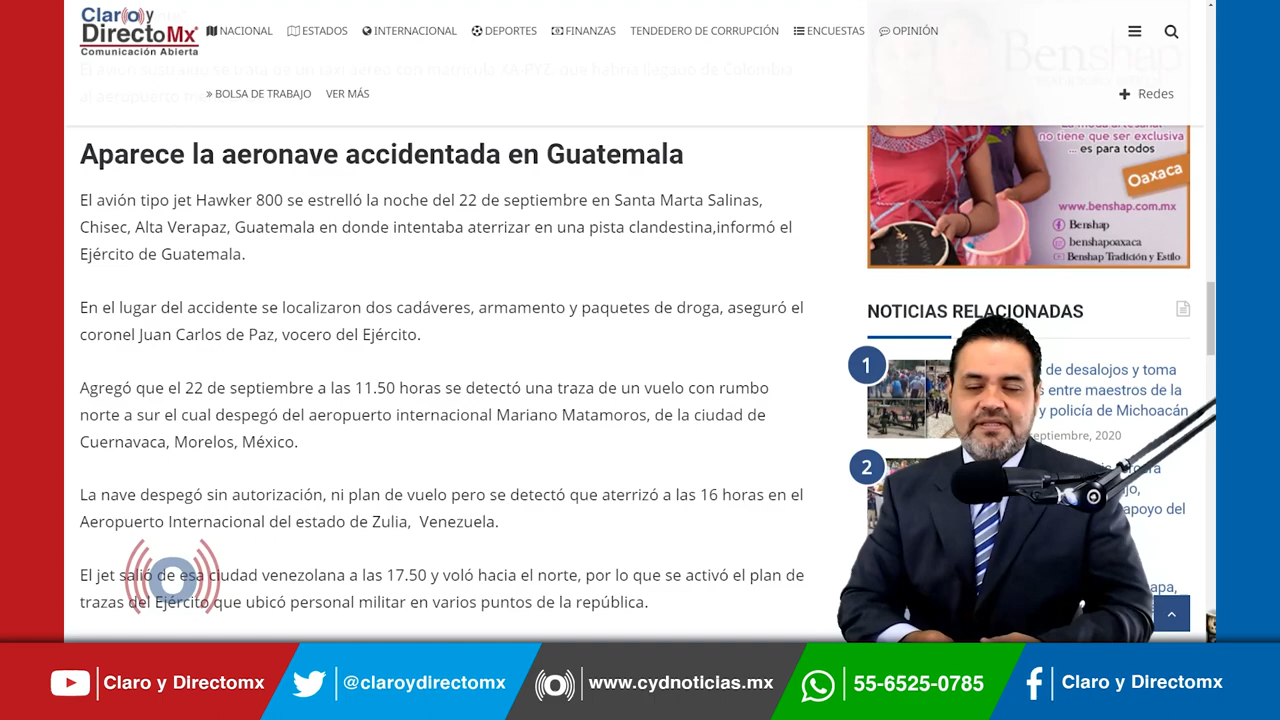 Claro y
DirectoMx
Comunicación Abierta
NACIONAL
ESTADOS
INTERNACIONAL
DEPORTES
FINANZAS
TENDEDERO DE CORRUPCIÓN
ENCUESTAS
OPINIÓN
» BOLSA DE TRABAJO
VER MÁS
+ Redes
Benshap
Aparece la aeronave accidentada en Guatemala
El avión tipo jet Hawker 800 se estrelló la noche del 22 de septiembre en Santa Marta Salinas,
Chisec, Alta Verapaz, Guatemala en donde intentaba aterrizar en una pista clandestina,informó el
Ejército de Guatemala.
En el lugar del accidente se localizaron dos cadáveres, armamento y paquetes de droga, aseguró el
coronel Juan Carlos de Paz, vocero del Ejército.
Agregó que el 22 de septiembre a las 11.50 horas se detectó una traza de un vuelo con rumbo
norte a sur el cual despegó del aeropuerto internacional Mariano Matamoros, de la ciudad de
Cuernavaca, Morelos, México.
La nave despegó sin autorización, ni plan de vuelo pero se detectó que aterrizó a las 16 horas en el
Aeropuerto Internacional del estado de Zulia, Venezuela.
El jet salió de esa ciudad venezolana a las 17.50 y voló hacia el norte, por lo que se activó el plan de
trazas del Ejército que ubicó personal militar en varios puntos de la república.
no tiene que ser exclusiva
... es para todos
Oaxaca
www.benshap.com.mx
Benshap
benshapoaxaca
Benshap Tradición y Estilo
NOTICIAS RELACIONADAS
1
de desalojos y toma
s entre maestros de la
y policía de Michoacán
septiembre, 2020
2
apoyo del
apa,
Claro y Directomx
@claroydirectomx
www.cydnoticias.mx
55-6525-0785
Claro y Directomx